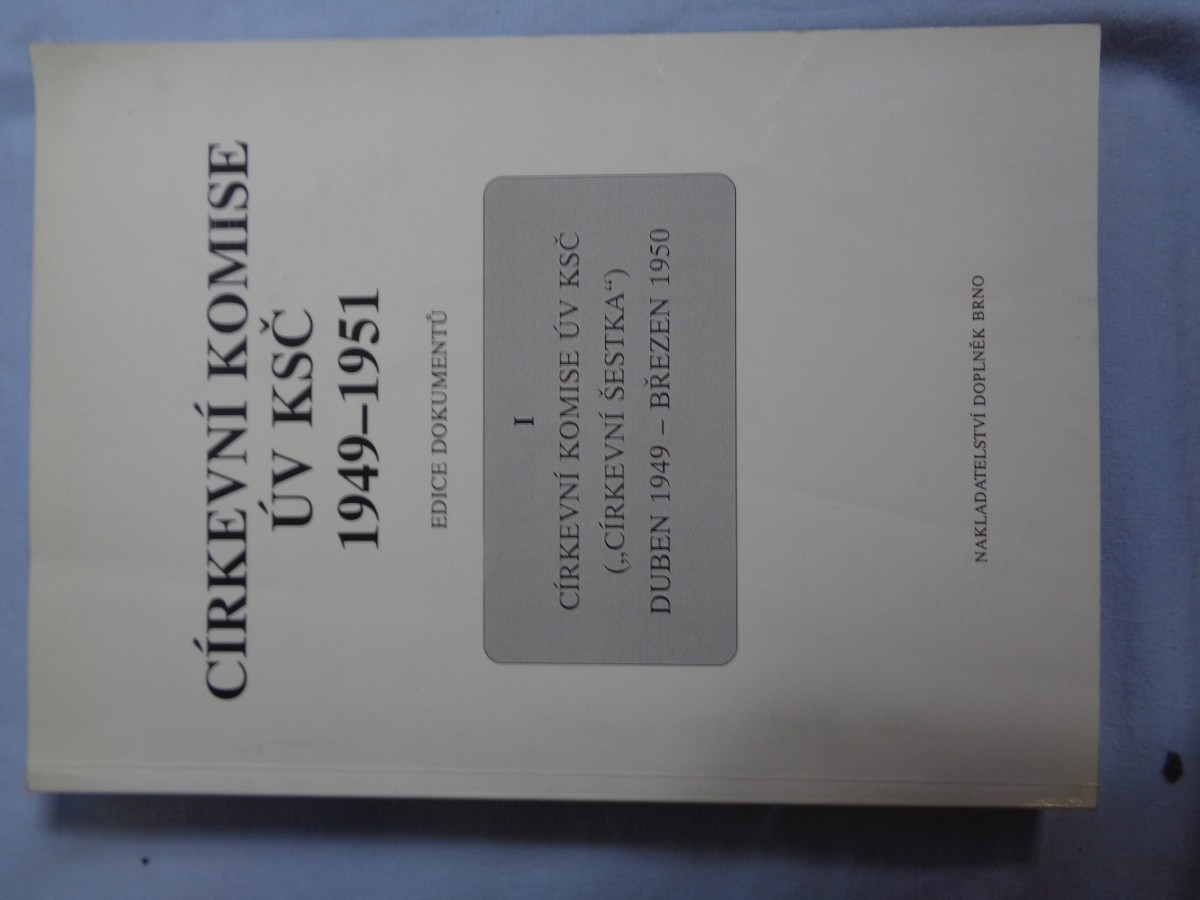 CÍRKEVNÍ KOMISE
ÚV KSČ
1949–1951
EDICE DOKUMENTŮ
I
CÍRKEVNÍ KOMISE ÚV KSČ
(„CÍRKEVNÍ ŠESTKA“)
DUBEN 1949 – BŘEZEN 1950
NAKLADATELSTVÍ DOPLNĚK BRNO